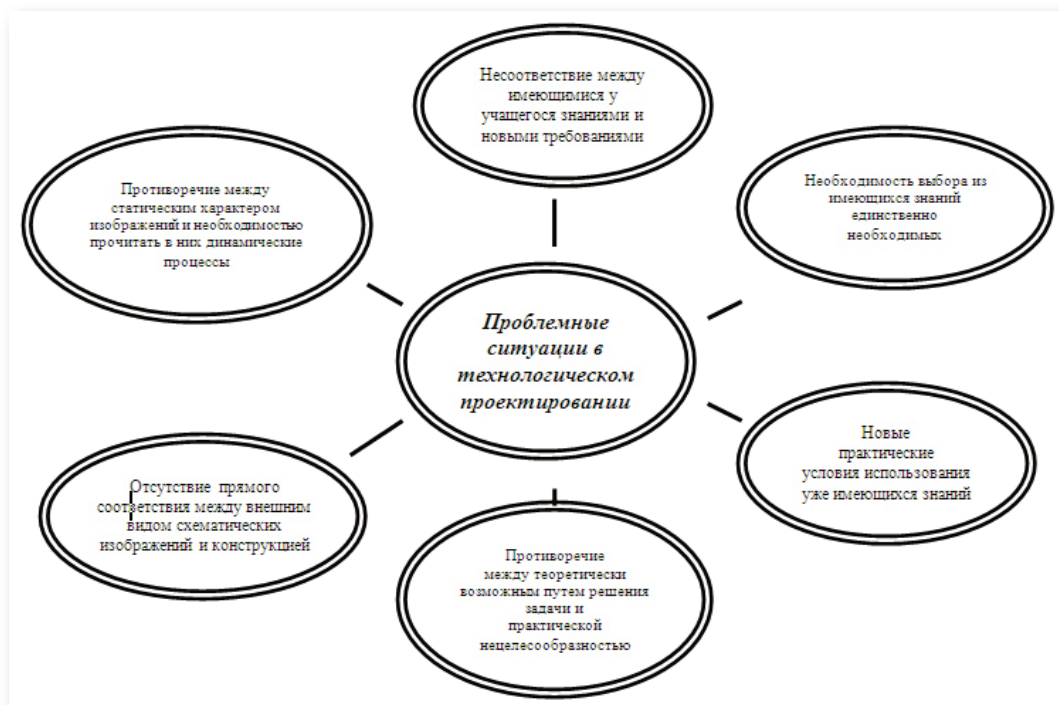 Несоответствие между
имеющимися у
учащегося знаниями и
новыми требованиями
Противоречие между
статическим характером
изображений и необходимостью
прочитать в них динамические
процессы
Необходимость выбора из
имеющихся знаний
единственно
необходимых
Проблемные
ситуации в
технологическом
проектировании
Отсутствие прямого
соответствия между внешним
видом схематических
изображений и конструкцией
Новые
практические
условия использования
уже имеющихся знаний
Противоречие
между теоретически
возможным путем решения
задачи и
практической
нецелесообразностью